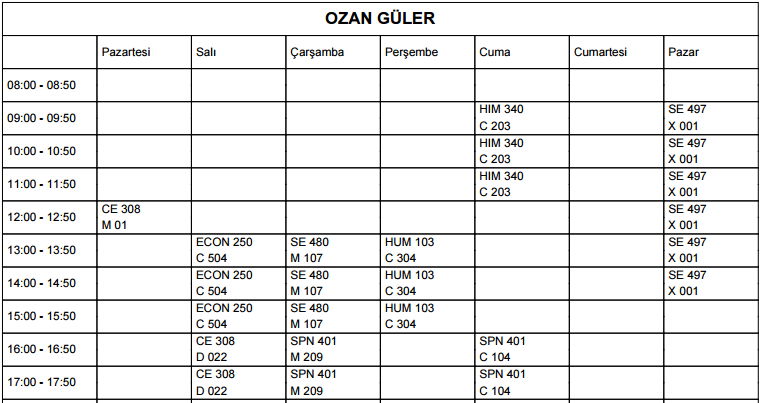 OZAN GÜLER
Pazartesi Salı Çarşamba Perşembe Cuma Cumartesi Pazar
08:00 - 08:50
09:00 - 09:50 HIM 340 SE 497
C 203 X 001
10:00 - 10:50 HIM 340 SE 497
C 203 X 001
11:00 - 11:50 HIM 340 SE 497
C 203 X 001
12:00 - 12:50 CE 308 SE 497
M 01 X 001
13:00 - 13:50 ECON 250 SE 480 HUM 103 SE 497
C 504 M 107 C 304 X 001
14:00 - 14:50 ECON 250 SE 480 HUM 103 SE 497
C 504 M 107 C 304 X 001
15:00 - 15:50 ECON 250 SE 480 HUM 103
C 504 M 107 C 304
16:00 - 16:50 CE 308 SPN 401 SPN 401
D 022 M 209 C 104
17:00 - 17:50 CE 308 SPN 401 SPN 401
D 022 M 209 C 104